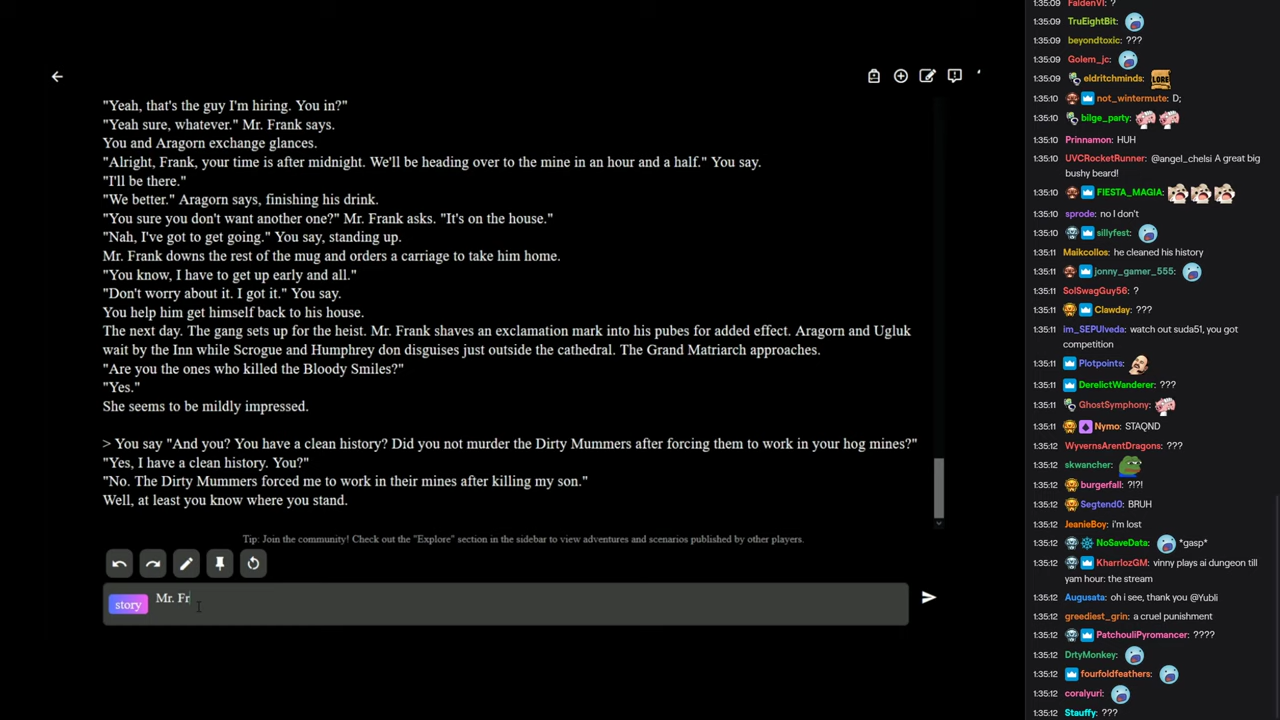 "Yeah, that's the guy I'm hiring. You in?"
"Yeah sure, whatever." Mr. Frank says.
You and Aragorn exchange glances.
"Alright, Frank, your time is after midnight. We'll be heading over to the mine in an hour and a half." You say.
"I'll be there."
"We better." Aragorn says, finishing his drink.
"You sure you don't want another one?" Mr. Frank asks. "It's on the house."
"Nah, I've got to get going." You say, standing up.
Mr. Frank downs the rest of the mug and orders a carriage to take him home.
"You know, I have to get up early and all."
"Don't worry about it. I got it." You say.
You help him get himself back to his house.
The next day. The gang sets up for the heist. Mr. Frank shaves an exclamation mark into his pubes for added effect. Aragorn and Ugluk
wait by the Inn while Scrogue and Humphrey don disguises just outside the cathedral. The Grand Matriarch approaches.
"Are you the ones who killed the Bloody Smiles?"
"Yes."
She seems to be mildly impressed.
> You say "And you? You have a clean history? Did you not murder the Dirty Mummers after forcing them to work in your hog mines?"
"Yes, I have a clean history. You?"
"No. The Dirty Mummers forced me to work in their mines after killing my son."
Well, at least you know where you stand.
Tip: Join the community! Check out the "Explore" section in the sidebar to view adventures and scenarios published by other players.
story Mr. Fr
1:35:09 FaldenVI: ?
1:35:09 TruEightBit:
1:35:09 beyondtoxic: ???
1:35:09 Golem_jc:
1:35:09 eldritchminds: LORE
1:35:10 not_wintermute: D;
1:35:10 bilge_party:
1:35:10 Prinnamon: HUH
1:35:10 UVCRocketRunner: @angel_chelsi A great big
bushy beard!
1:35:10 FIESTA_MAGIA:
1:35:10 sprode: no I don't
1:35:10 sillyfest:
1:35:11 Maikcollos: he cleaned his history
1:35:11 jonny_gamer_555:
1:35:11 SolSwagGuy56: ?
1:35:11 Clawday: ???
1:35:11 im_SEPUlveda: watch out suda51, you got
competition
1:35:11 Plotpoints:
1:35:11 DerelictWanderer: ???
1:35:11 GhostSymphony:
1:35:11 Nymo: STAQND
1:35:12 WyvernsArentDragons: ???
1:35:12 skwancher:
1:35:12 burgerfall: ?!?!
1:35:12 Segtend0: BRUH
1:35:12 JeanieBoy: i'm lost
1:35:12 NoSaveData: *gasp*
1:35:12 KharrlozGM: vinny plays ai dungeon till
yam hour: the stream
1:35:12 Augusata: oh i see, thank you @Yubli
1:35:12 greediest_grin: a cruel punishment
1:35:12 PatchouliPyromancer: ????
1:35:12 DrtyMonkey:
1:35:12 fourfoldfeathers:
1:35:12 coralyuri:
1:35:12 Stauffy: ???